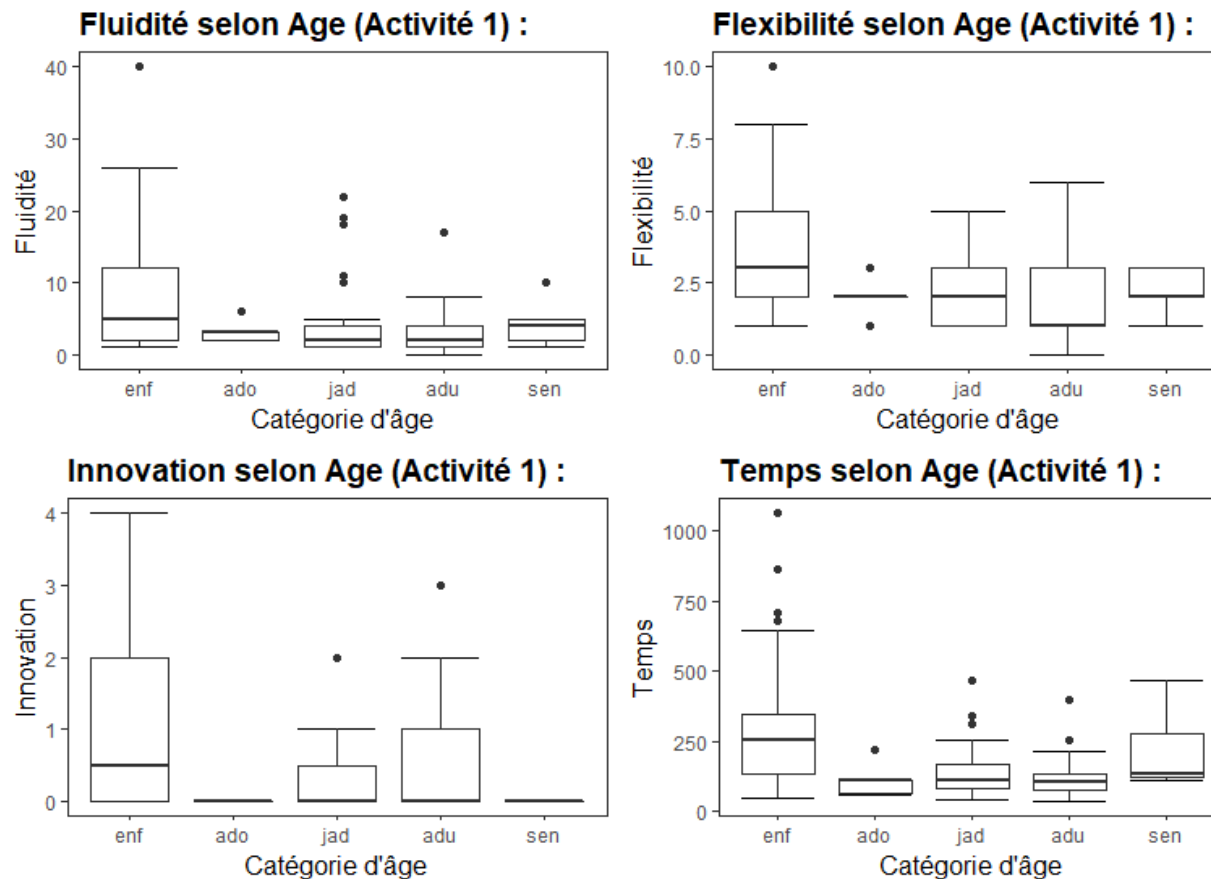 Fluidité selon Age (Activité 1) :
40
30
20
10
0
Fluidité
enf ado jad adu sen
Catégorie d'âge
Flexibilité selon Age (Activité 1) :
10.0
7.5
5.0
2.5
0.0
Flexibilité
enf ado jad adu sen
Catégorie d'âge
Innovation selon Age (Activité 1) :
4
3
2
1
0
Innovation
enf ado jad adu sen
Catégorie d'âge
Temps selon Age (Activité 1) :
1000
750
500
250
0
Temps
enf ado jad adu sen
Catégorie d'âge